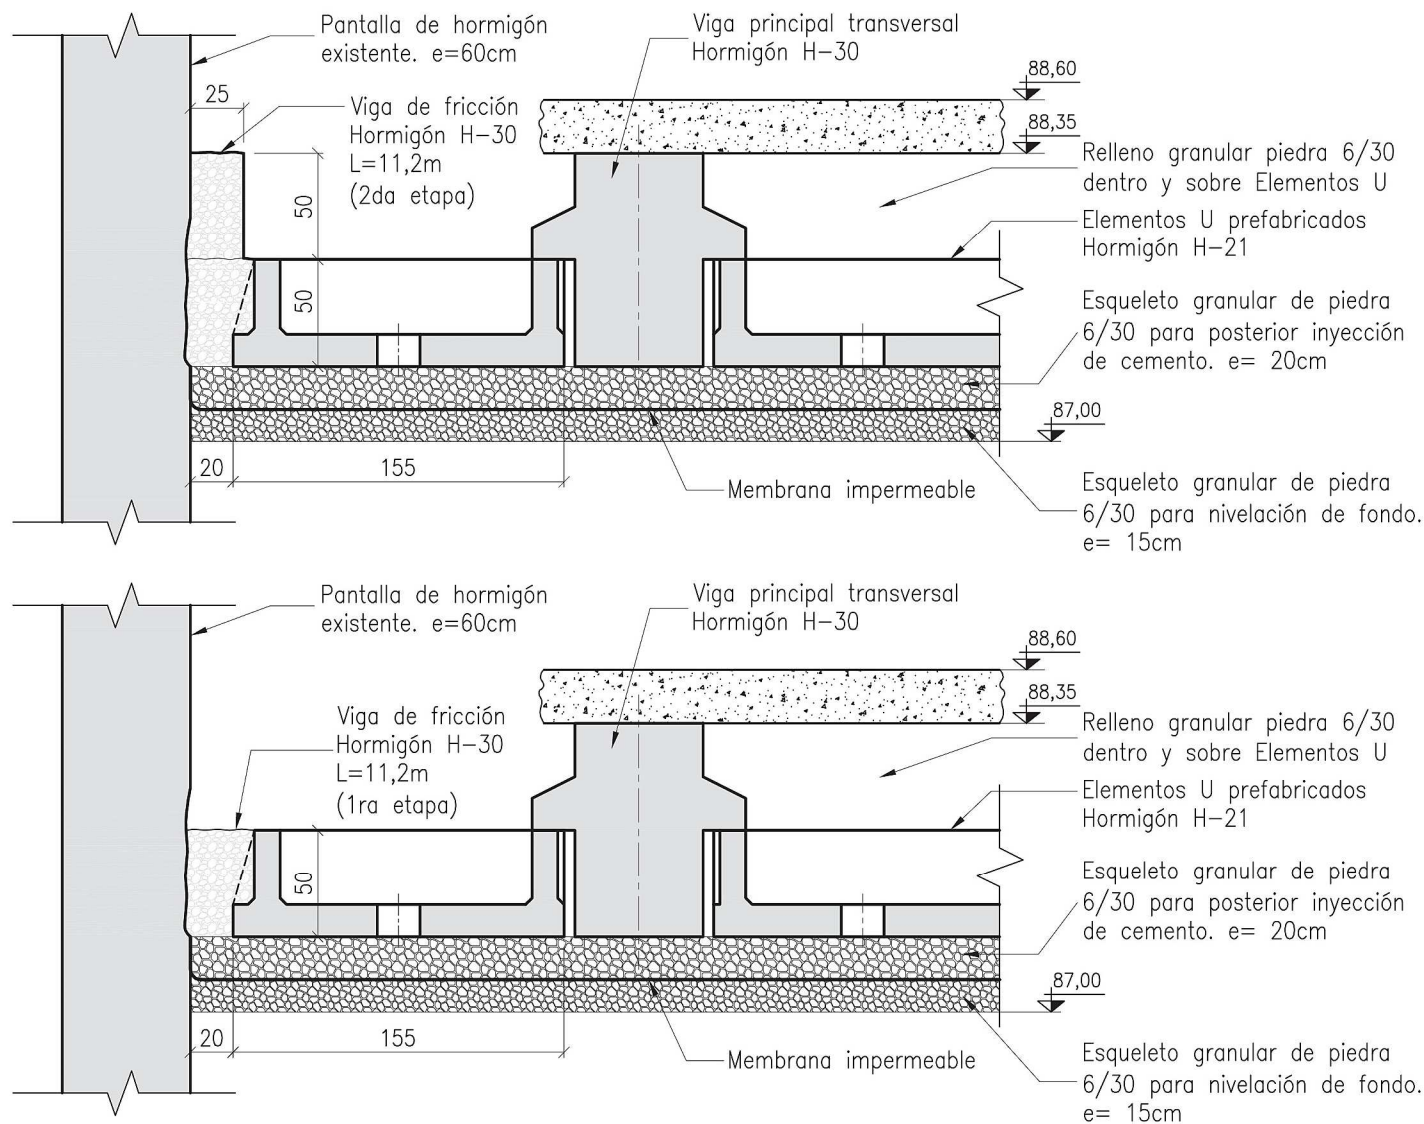 Pantalla de hormigón
existente. e=60cm
Viga principal transversal
Hormigón H-30
88,60
25
Viga de fricción
Hormigón H-30
L=11,2m
(2da etapa)
88,35
Relleno granular piedra 6/30
dentro y sobre Elementos U
50
Elementos U prefabricados
Hormigón H-21
50
Esqueleto granular de piedra
6/30 para posterior inyección
de cemento. e= 20cm
87,00
20
155
Membrana impermeable
Esqueleto granular de piedra
6/30 para nivelación de fondo.
e= 15cm
Pantalla de hormigón
existente. e=60cm
Viga principal transversal
Hormigón H-30
88,60
88,35
Viga de fricción
Hormigón H-30
L=11,2m
(1ra etapa)
Relleno granular piedra 6/30
dentro y sobre Elementos U
Elementos U prefabricados
Hormigón H-21
50
Esqueleto granular de piedra
6/30 para posterior inyección
de cemento. e= 20cm
87,00
20
155
Membrana impermeable
Esqueleto granular de piedra
6/30 para nivelación de fondo.
e= 15cm